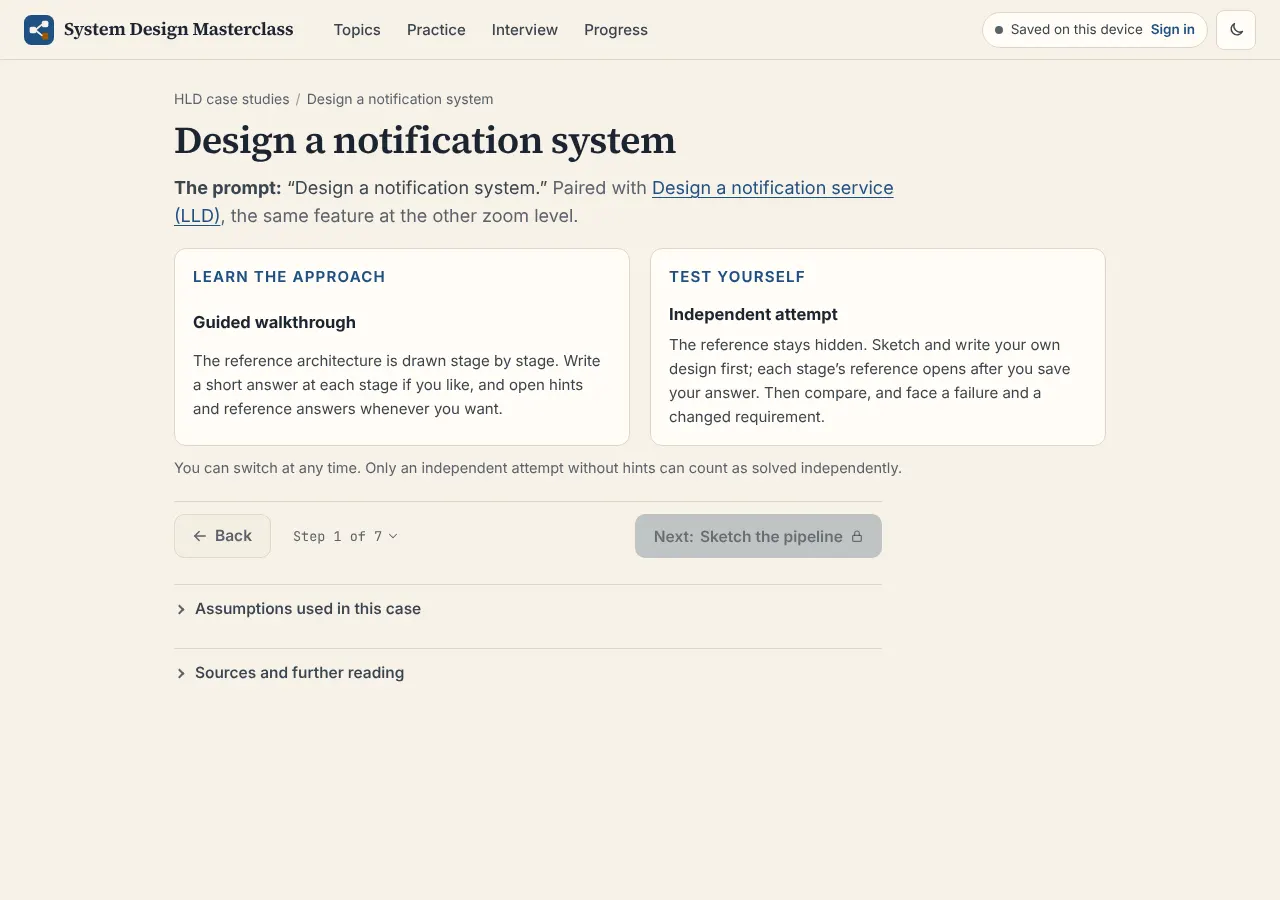 System Design Masterclass
Topics
Practice
Interview
Progress
Saved on this device Sign in
HLD case studies / Design a notification system
Design a notification system
The prompt: “Design a notification system.” Paired with Design a notification service
(LLD), the same feature at the other zoom level.
LEARN THE APPROACH
Guided walkthrough
The reference architecture is drawn stage by stage. Write
a short answer at each stage if you like, and open hints
and reference answers whenever you want.
TEST YOURSELF
Independent attempt
The reference stays hidden. Sketch and write your own
design first; each stage’s reference opens after you save
your answer. Then compare, and face a failure and a
changed requirement.
You can switch at any time. Only an independent attempt without hints can count as solved independently.
← Back
Step 1 of 7
Next: Sketch the pipeline
Assumptions used in this case
Sources and further reading